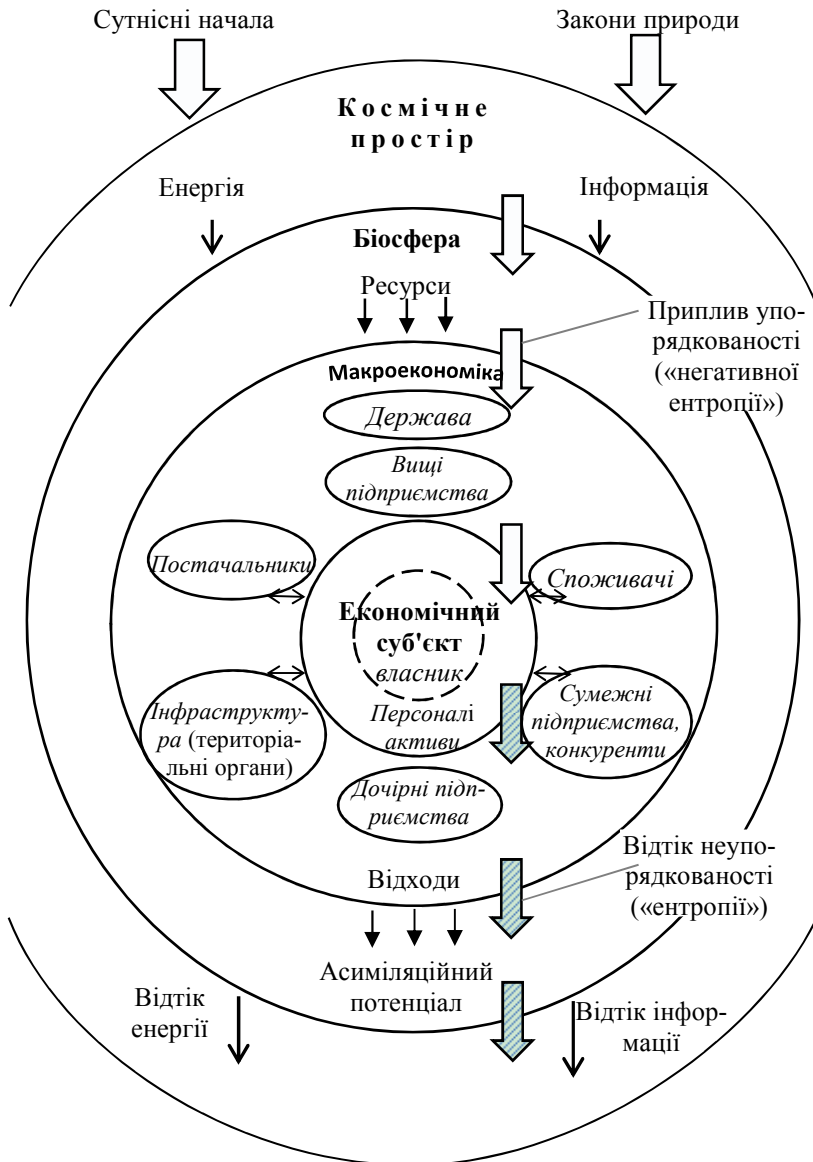 Сутнісні начала
Закони природи
Космічне
простір
Енергія
Інформація
Біосфера
Ресурси
Приплив упо-
рядкованості
(«негативної
ентропії»)
Макроекономіка
Держава
Вищі
підприємства
Постачальники
Споживачі
Економічний
суб'єкт
власник
Персоналі
активи
Інфраструкту-
ра (територіа-
льні органи)
Сумежні
підприємства,
конкуренти
Дочірні підп-
риємства
Відтік неупо-
рядкованості
(«ентропії»)
Відходи
Асиміляційний
потенціал
Відтік
енергії
Відтік інфор-
мації